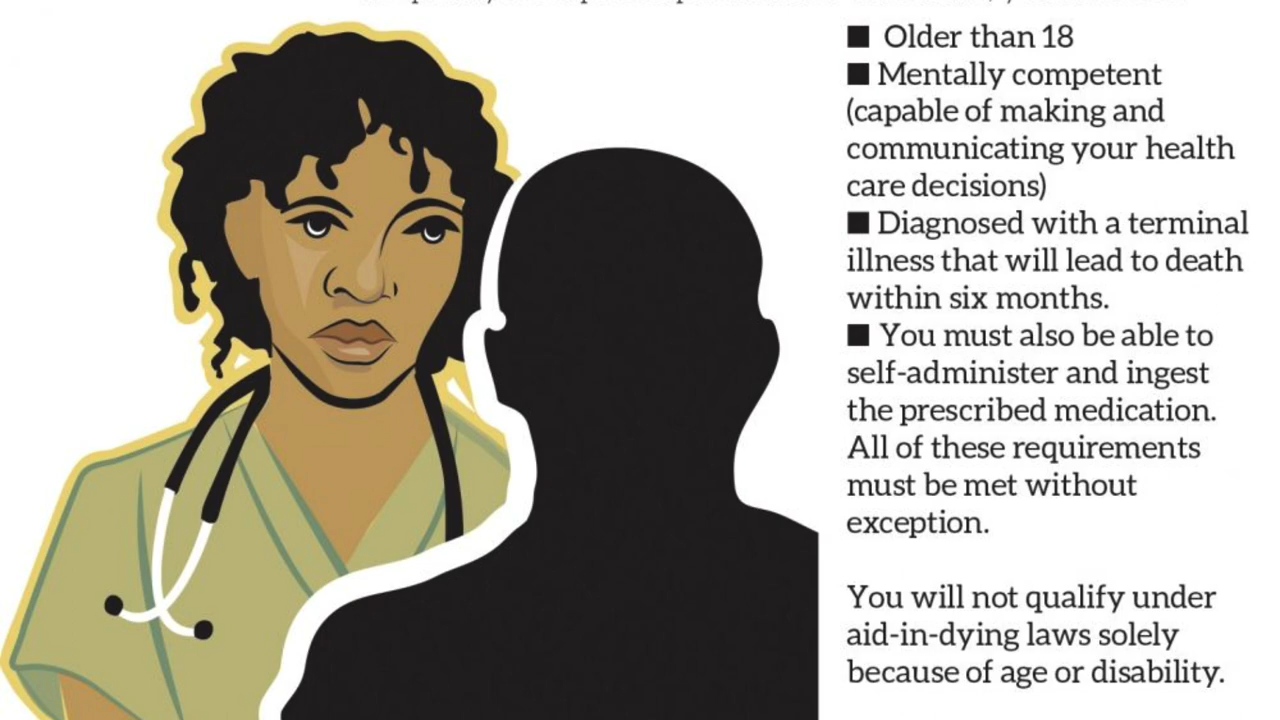 ■ Older than 18
■ Mentally competent
(capable of making and
communicating your health
care decisions)
■ Diagnosed with a terminal
illness that will lead to death
within six months.
■ You must also be able to
self-administer and ingest
the prescribed medication.
All of these requirements
must be met without
exception.
You will not qualify under
aid-in-dying laws solely
because of age or disability.